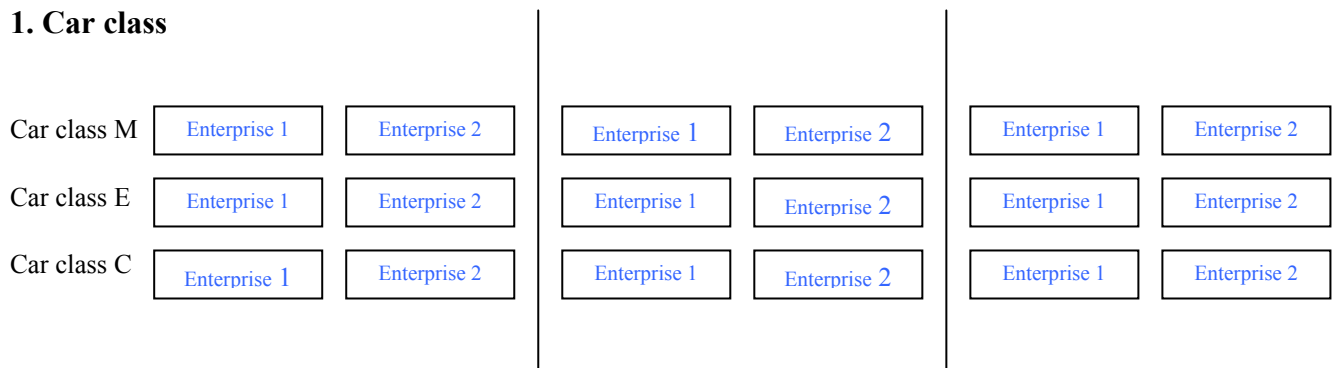 1. Car class
Car class M Enterprise 1 Enterprise 2 Enterprise 1 Enterprise 2 Enterprise 1 Enterprise 2
Car class E Enterprise 1 Enterprise 2 Enterprise 1 Enterprise 2 Enterprise 1 Enterprise 2
Car class C Enterprise 1 Enterprise 2 Enterprise 1 Enterprise 2 Enterprise 1 Enterprise 2